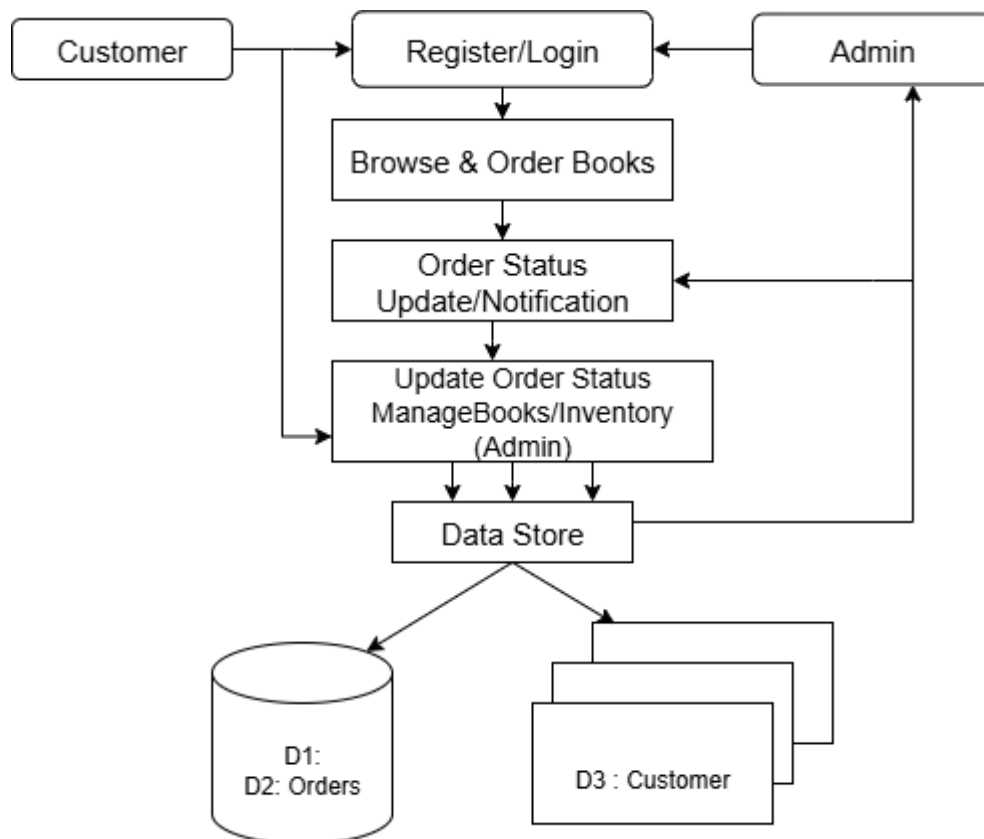 Customer
Register/Login
Admin
Browse & Order Books
Order Status
Update/Notification
Update Order Status
ManageBooks/Inventory
(Admin)
Data Store
D1:
D2: Orders
D3 : Customer